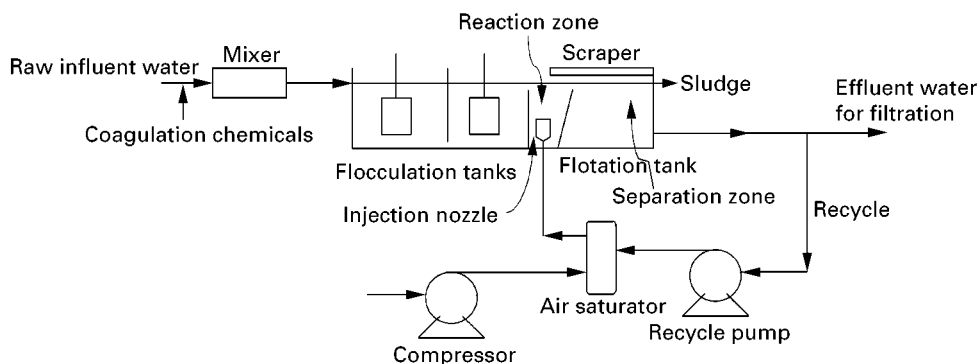 Reaction zone
Scraper
Mixer
Raw influent water
Sludge
Effluent water
for filtration
Coagulation chemicals
Flocculation tanks
Flotation tank
Injection nozzle
Separation zone
Recycle
Air saturator
Recycle pump
Compressor